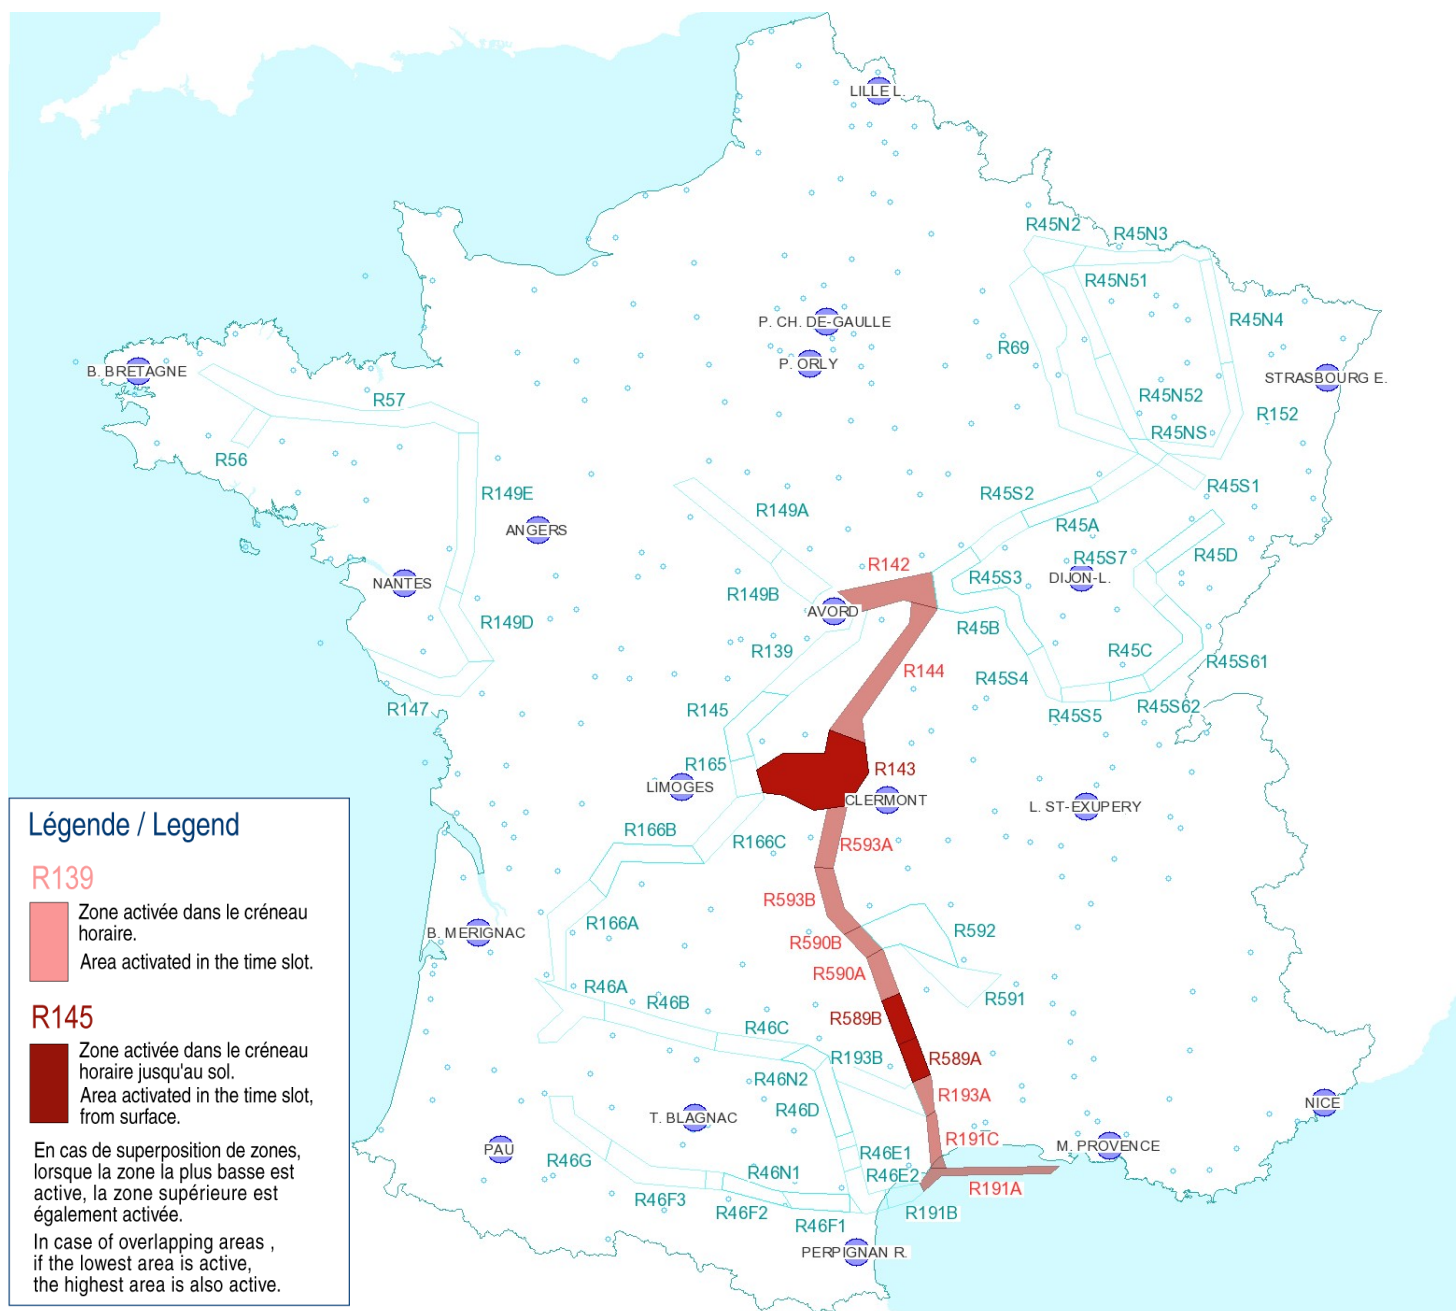 LILLE L.
R45N2
R45N3
R45N51
P. CH. DE-GAULLE
R45N4
R69
P. ORLY
B. BRETAGNE
STRASBOURG E.
R57
R45N52
R152
R45NS
R56
R149E
R45S2
R45S1
R149A
ANGERS
R45A
R45S7
R45D
R142
R45S3
DIJON-L.
NANTES
R149B
AVORD
R149D
R45B
R139
R45C
R45S61
R144
R45S4
R147
R145
R45S5
R45S62
R165
R143
LIMOGES
CLERMONT
L. ST-EXUPERY
R166B
R166C
R593A
R593B
R166A
B. MERIGNAC
R592
R590B
R590A
R46A
R46B
R591
R589B
R46C
R193B
R589A
R46N2
R193A
R46D
NICE
T. BLAGNAC
R191C
M. PROVENCE
PAU
R46E1
R46G
R46N1
R46E2
R191A
R46F3
R46F2
R191B
R46F1
PERPIGNAN R.
Légende / Legend
R139
Zone activée dans le créneau
horaire.
Area activated in the time slot.
R145
Zone activée dans le créneau
horaire jusqu'au sol.
Area activated in the time slot,
from surface.
En cas de superposition de zones,
lorsque la zone la plus basse est
active, la zone supérieure est
également activée.
In case of overlapping areas ,
if the lowest area is active,
the highest area is also active.